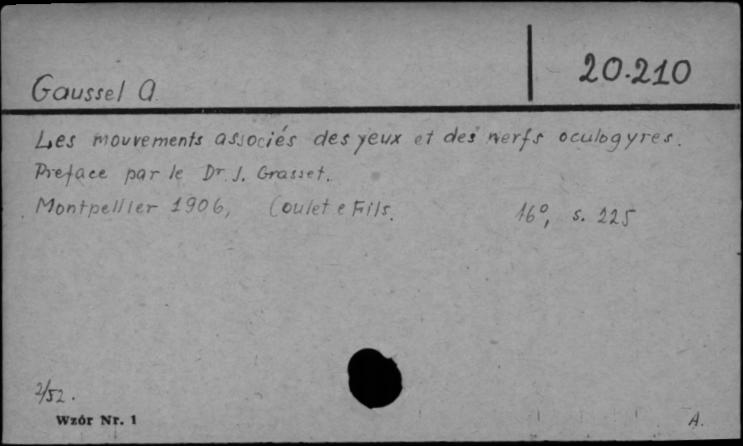 20.210
Gaussel A.
Les mouvements associés des yeux et des nerfs oculogyres.
Preface par le Dr. J. Grasset.
Montpellier 1906, Coulet e Fils. 16°, s. 225
2/52.
Wzór Nr. 1
A.